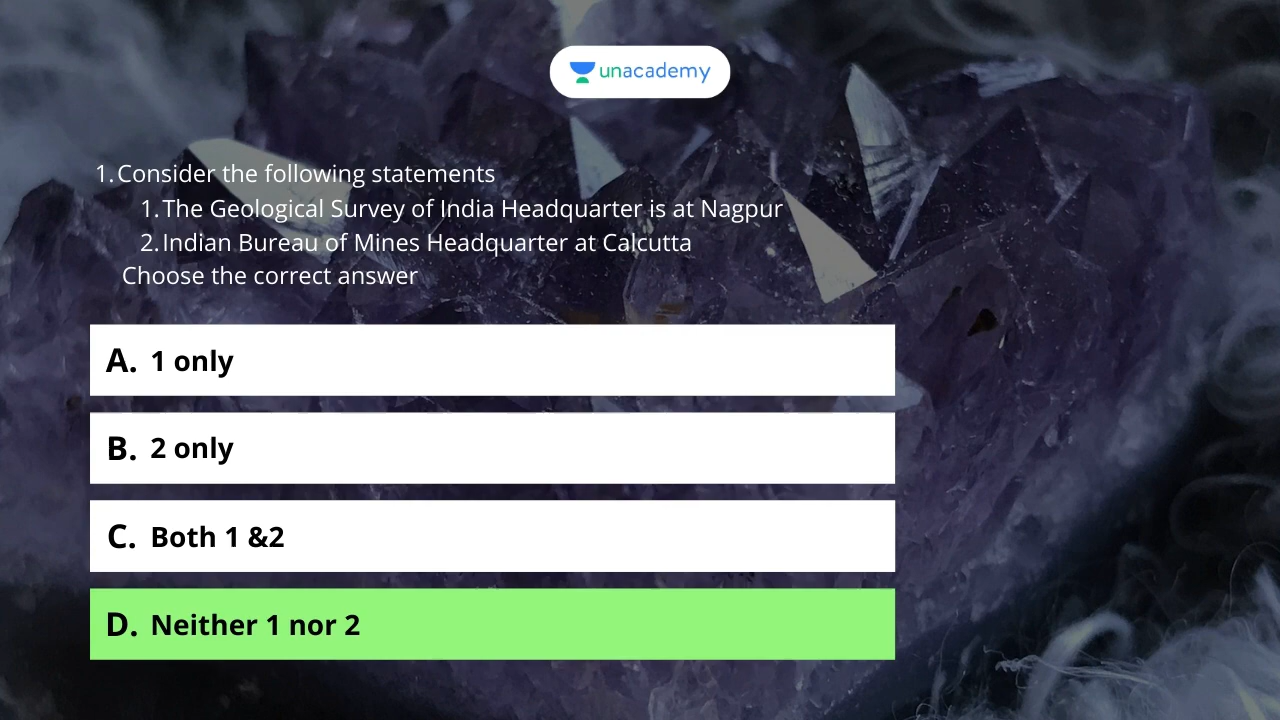 unacademy
1. Consider the following statements
1. The Geological Survey of India Headquarter is at Nagpur
2. Indian Bureau of Mines Headquarter at Calcutta
Choose the correct answer
A. 1 only
B. 2 only
C. Both 1 &2
D. Neither 1 nor 2